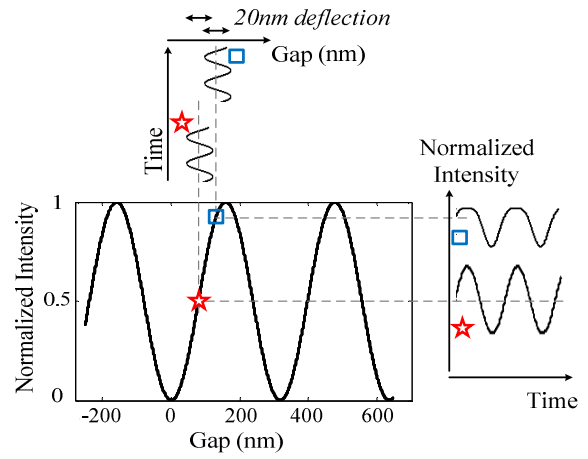 20nm deflection
Gap (nm)
Time
Normalized
Intensity
Normalized Intensity
1
0.5
0
-200
0
200
400
600
Gap (nm)
Time